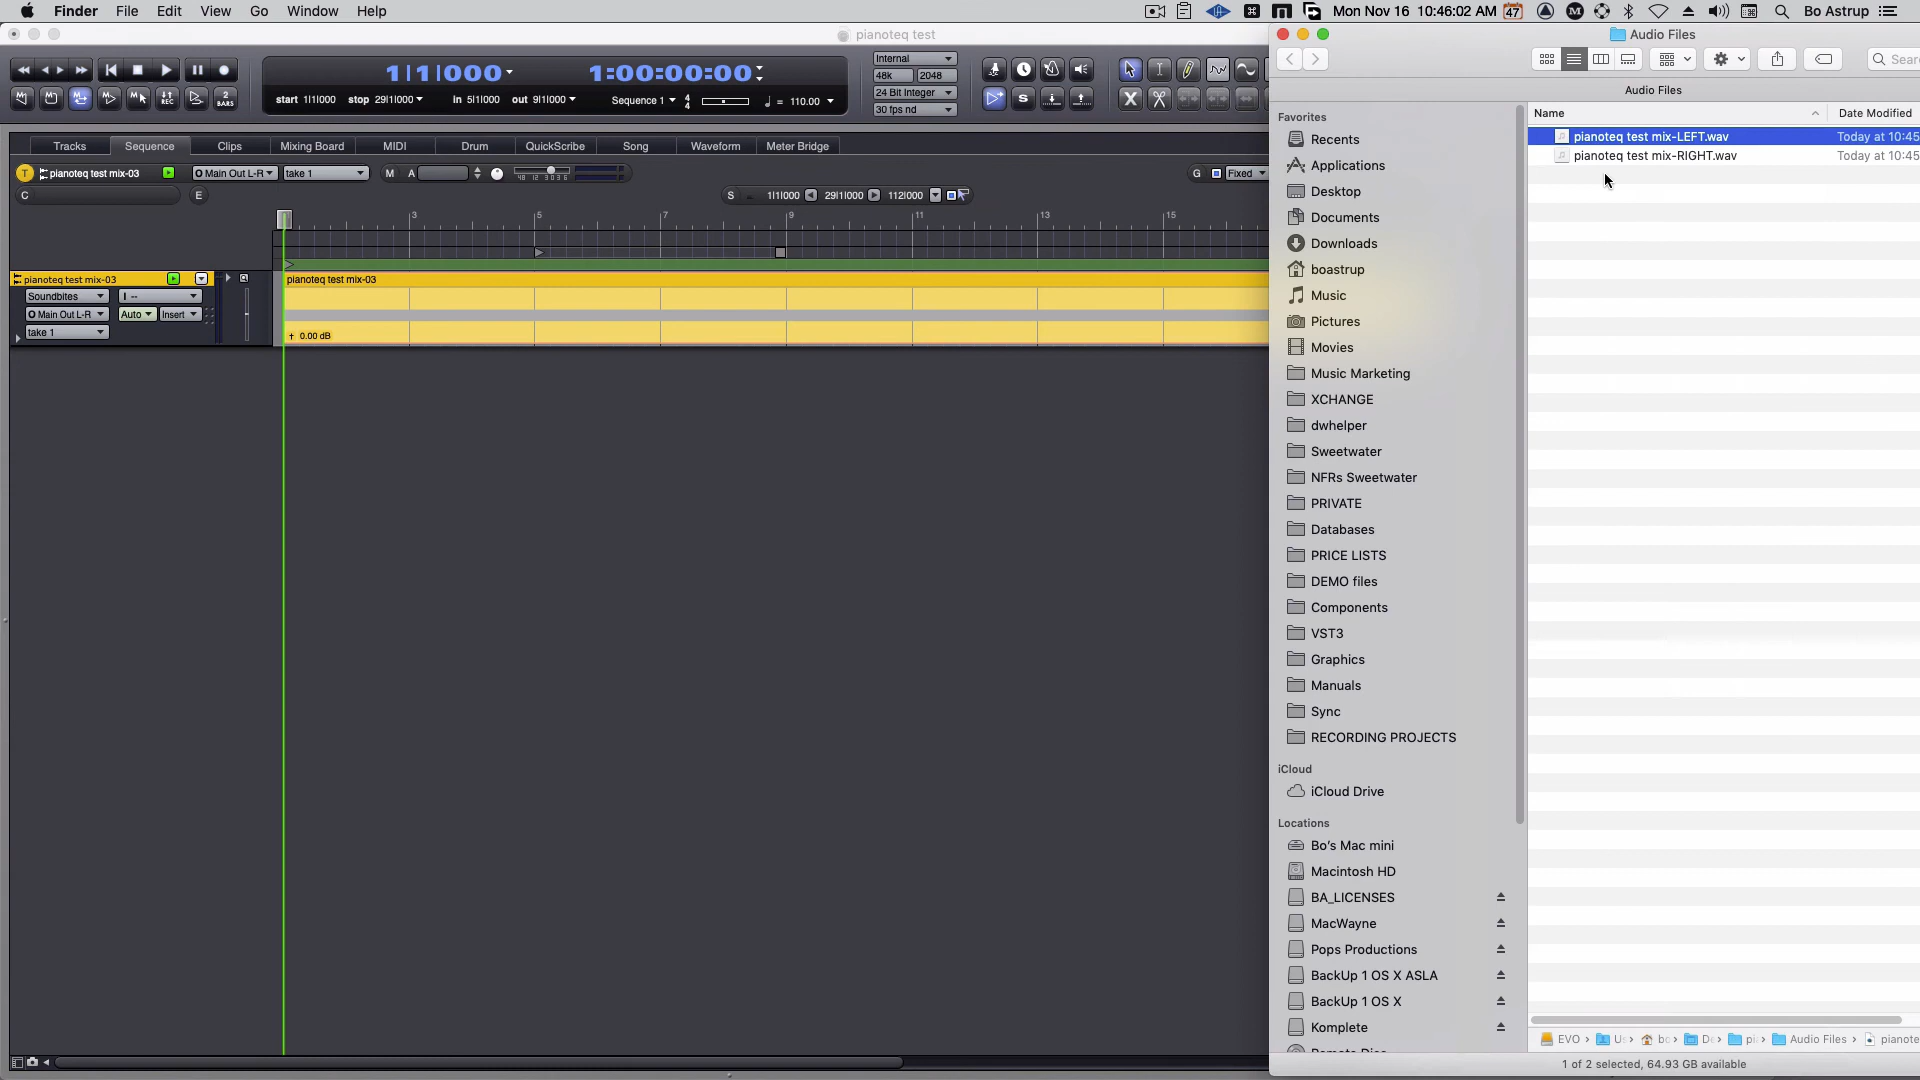 Finder File Edit View Go Window Help
47 Mon Nov 16 10:46:02 AM Bo Astrup
pianoteq test
1|1|000 1:00:00:00
start 1|1|000 stop 29|1|000 in 5|1|000 out 9|1|000 Sequence 1 4 4 = 110.00
Internal
48k 2048
24 Bit Integer
30 fps nd
REC
2 BARS
S X
Tracks Sequence Clips Mixing Board MIDI Drum QuickScribe Song Waveform Meter Bridge
T pianoteq test mix-03 Main Out L-R take 1 M A G Fixed
C E
S 1|1|000 29|1|000 112|000
3 5 7 9 11 13 15
pianoteq test mix-03
Soundbites
Main Out L-R Auto Insert
take 1
pianoteq test mix-03
0.00 dB
Audio Files
Audio Files
Favorites
Recents
Applications
Desktop
Documents
Downloads
boastrup
Music
Pictures
Movies
Music Marketing
XCHANGE
dwhelper
Sweetwater
NFRs Sweetwater
PRIVATE
Databases
PRICE LISTS
DEMO files
Components
VST3
Graphics
Manuals
Sync
RECORDING PROJECTS
iCloud
iCloud Drive
Locations
Bo's Mac mini
Macintosh HD
BA_LICENSES
MacWayne
Pops Productions
BackUp 1 OS X ASLA
BackUp 1 OS X
Komplete
Name Date Modified
pianoteq test mix-LEFT.wav Today at 10:45
pianoteq test mix-RIGHT.wav Today at 10:45
EVO Audio Files
1 of 2 selected, 64.93 GB available